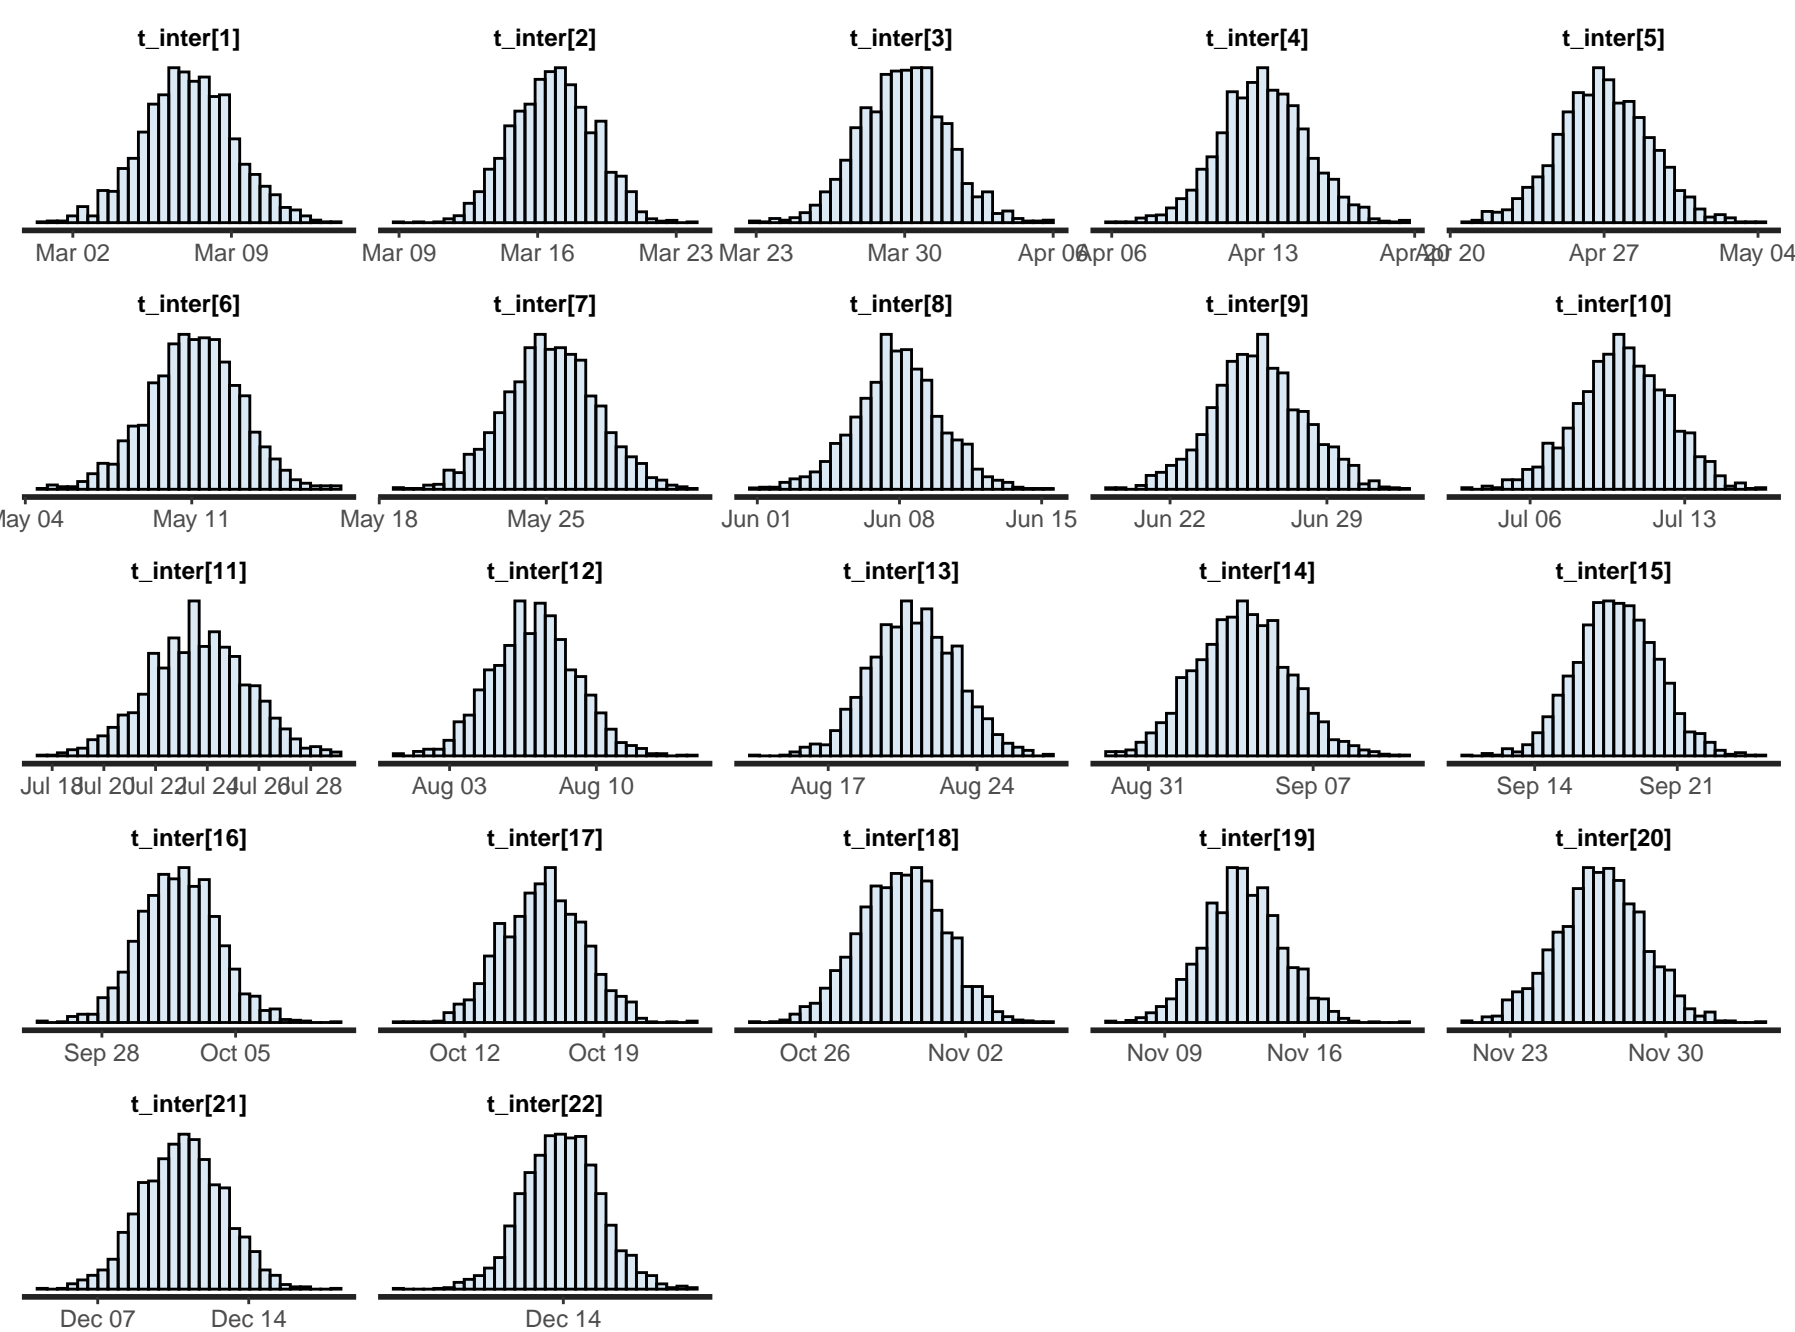 t_inter[1] t_inter[2] t_inter[3] t_inter[4] t_inter[5]
Mar 02 Mar 09 Mar 09 Mar 16 Mar 23 Mar 23 Mar 30 Apr 06 Apr 06 Apr 13 Apr 20 Apr 20 Apr 27 May 04
t_inter[6] t_inter[7] t_inter[8] t_inter[9] t_inter[10]
May 04 May 11 May 18 May 25 Jun 01 Jun 08 Jun 15 Jun 22 Jun 29 Jul 06 Jul 13
t_inter[11] t_inter[12] t_inter[13] t_inter[14] t_inter[15]
Jul 18 Jul 20 Jul 22 Jul 24 Jul 26 Jul 28 Aug 03 Aug 10 Aug 17 Aug 24 Aug 31 Sep 07 Sep 14 Sep 21
t_inter[16] t_inter[17] t_inter[18] t_inter[19] t_inter[20]
Sep 28 Oct 05 Oct 12 Oct 19 Oct 26 Nov 02 Nov 09 Nov 16 Nov 23 Nov 30
t_inter[21] t_inter[22]
Dec 07 Dec 14 Dec 14